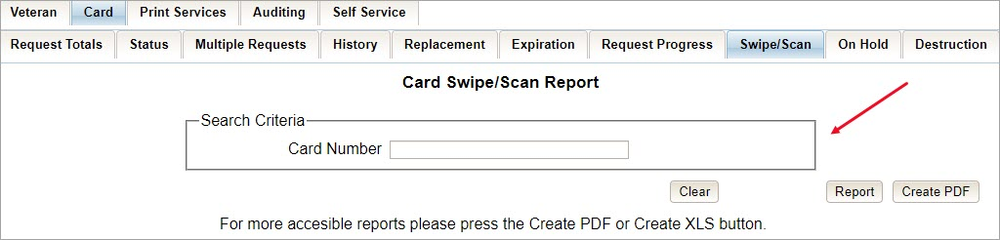 Veteran Card Print Services Auditing Self Service
Request Totals Status Multiple Requests History Replacement Expiration Request Progress Swipe/Scan On Hold Destruction
Card Swipe/Scan Report
Search Criteria
Card Number
Clear Report Create PDF
For more accesible reports please press the Create PDF or Create XLS button.